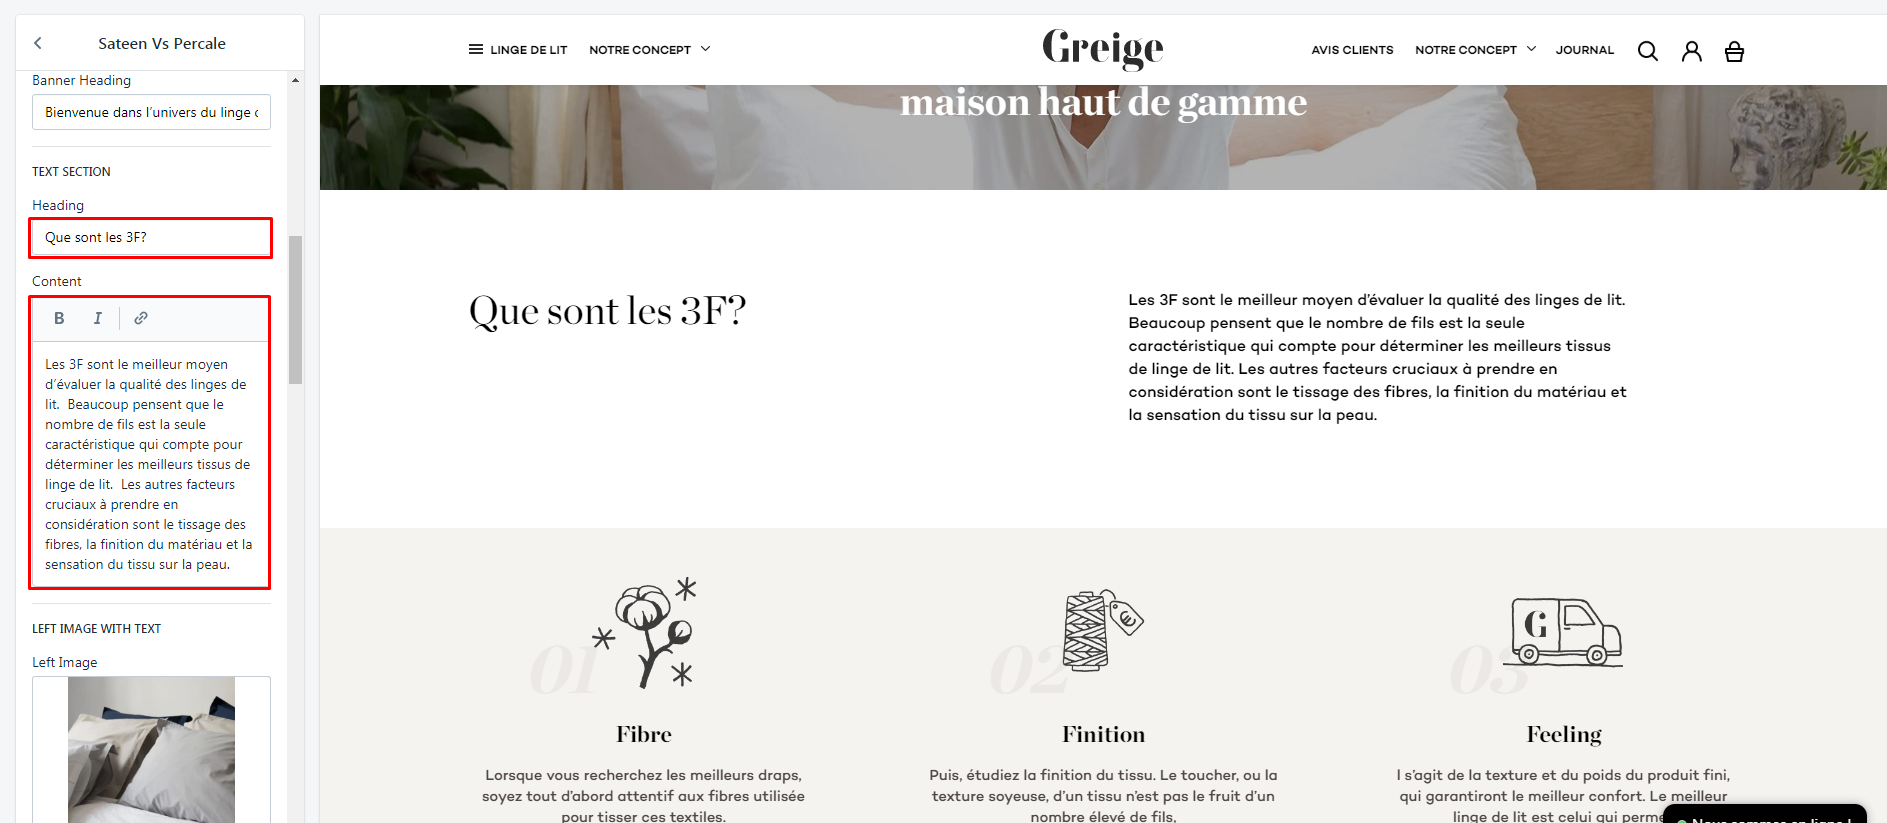 Sateen Vs Percale
Banner Heading
Bienvenue dans l'univers du linge
TEXT SECTION
Heading
Que sont les 3F?
Content
B I
Les 3F sont le meilleur moyen
d'évaluer la qualité des linges de
lit.  Beaucoup pensent que le
nombre de fils est la seule
caractéristique qui compte pour
déterminer les meilleurs tissus de
linge de lit.  Les autres facteurs
cruciaux à prendre en
considération sont le tissage des
fibres, la finition du matériau et la
sensation du tissu sur la peau.
LEFT IMAGE WITH TEXT
Left Image
LINGE DE LIT NOTRE CONCEPT
Greige
AVIS CLIENTS NOTRE CONCEPT JOURNAL
maison haut de gamme
Que sont les 3F?
Les 3F sont le meilleur moyen d'évaluer la qualité des linges de lit.
Beaucoup pensent que le nombre de fils est la seule
caractéristique qui compte pour déterminer les meilleurs tissus
de linge de lit. Les autres facteurs cruciaux à prendre en
considération sont le tissage des fibres, la finition du matériau et
la sensation du tissu sur la peau.
01
Fibre
Lorsque vous recherchez les meilleurs draps,
soyez tout d'abord attentif aux fibres utilisée
pour tisser ces textiles.
02
€
Finition
Puis, étudiez la finition du tissu. Le toucher, ou la
texture soyeuse, d'un tissu n'est pas le fruit d'un
nombre élevé de fils,
03
G
Feeling
I s'agit de la texture et du poids du produit fini,
qui garantiront le meilleur confort. Le meilleur
linge de lit est celui qui
Nous sommes en ligne !